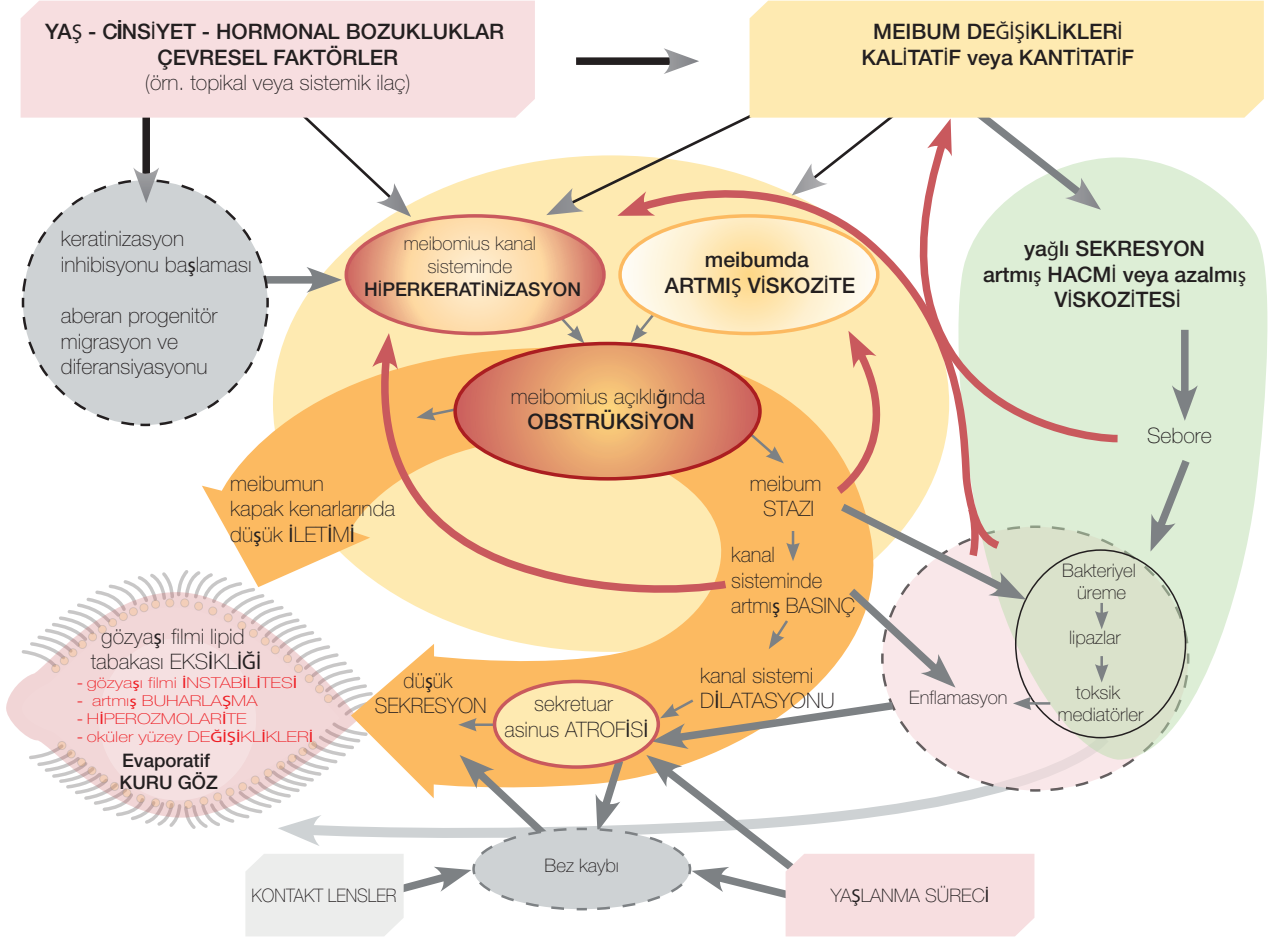 YAŞ - CİNSİYET - HORMONAL BOZUKLUKLAR
ÇEVRESEL FAKTÖRLER
(örn. topikal veya sistemik ilaç)
MEIBUM DEĞİŞİKLİKLERİ
KALİTATİF veya KANTİTATİF
keratinizasyon
inhibisyonu başlaması
aberan progenitör
migrasyon ve
diferansiyasyonu
meibomius kanal
sisteminde
HİPERKERATİNİZASYON
meibumda
ARTMIŞ VİSKOZİTE
yağlı SEKRESYON
artmış HACMİ veya azalmış
VİSKOZİTESİ
meibomius açıklığında
OBSTRÜKSİYON
Sebore
meibumun
kapak kenarlarında
düşük İLETİMİ
meibum
STAZI
kanal
sisteminde
artmış BASINÇ
kanal sistemi
DİLATASYONU
Bakteriyel
üreme
lipazlar
toksik
mediatörler
Enflamasyon
gözyaşı filmi lipid
tabakası EKSİKLİĞİ
- gözyaşı filmi İNSTABİLİTESİ
- artmış BUHARLAŞMA
- HİPEROZMOLARİTE
- oküler yüzey DEĞİŞİKLİKLERİ
Evaporatif
KURU GÖZ
düşük
SEKRESYON
sekretuar
asinus ATROFİSİ
Bez kaybı
KONTAKT LENSLER
YAŞLANMA SÜRECİ